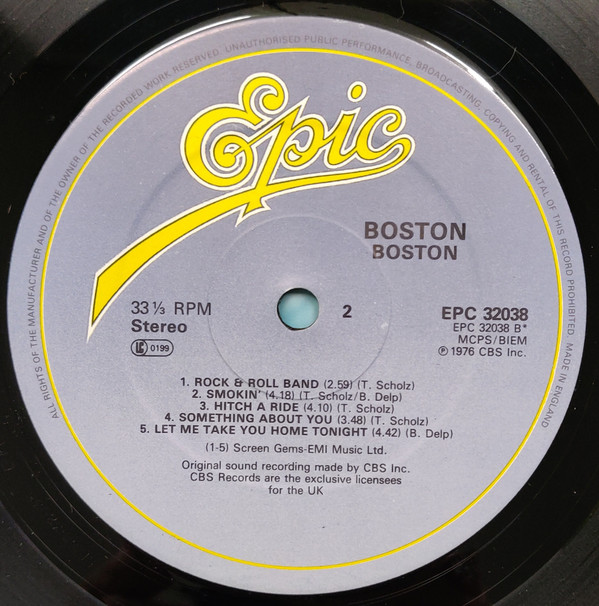 ALL RIGHTS OF THE MANUFACTURER AND OF THE OWNER OF THE RECORDED WORK RESERVED. UNAUTHORISED PUBLIC PERFORMANCE, BROADCASTING, COPYING AND RENTAL OF THIS RECORD PROHIBITED. MADE IN ENGLAND
Epic
BOSTON
BOSTON
33⅓ RPM
Stereo
LC 0199
2
EPC 32038
EPC 32038 B*
MCPS/BIEM
℗ 1976 CBS Inc.
1. ROCK & ROLL BAND (2.59) (T. Scholz)
2. SMOKIN' (4.18) (T. Scholz/B. Delp)
3. HITCH A RIDE (4.10) (T. Scholz)
4. SOMETHING ABOUT YOU (3.48) (T. Scholz)
5. LET ME TAKE YOU HOME TONIGHT (4.42) (B. Delp)
(1-5) Screen Gems-EMI Music Ltd.
Original sound recording made by CBS Inc.
CBS Records are the exclusive licensees
for the UK